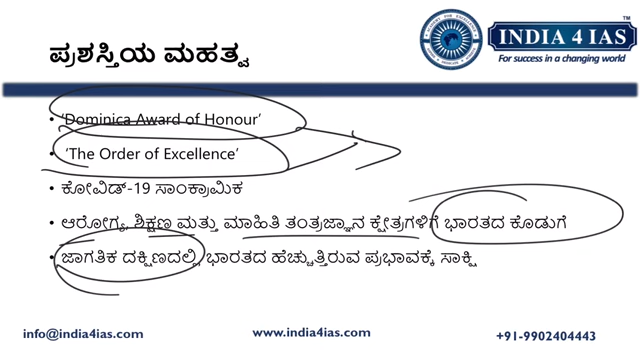 INDIA 4 IAS
For success in a changing world
ಪ್ರಶಸ್ತಿಯ ಮಹತ್ವ
• ‘Dominica Award of Honour’
• ‘The Order of Excellence’
• ಕೋವಿಡ್-19 ಸಾಂಕ್ರಾಮಿಕ
• ಆರೋಗ್ಯ, ಶಿಕ್ಷಣ ಮತ್ತು ಮಾಹಿತಿ ತಂತ್ರಜ್ಞಾನ ಕ್ಷೇತ್ರಗಳಿಗೆ ಭಾರತದ ಕೊಡುಗೆ
• ಜಾಗತಿಕ ದಕ್ಷಿಣದಲ್ಲಿ ಭಾರತದ ಹೆಚ್ಚುತ್ತಿರುವ ಪ್ರಭಾವಕ್ಕೆ ಸಾಕ್ಷಿ
info@india4ias.com
www.india4ias.com
+91-9902404443